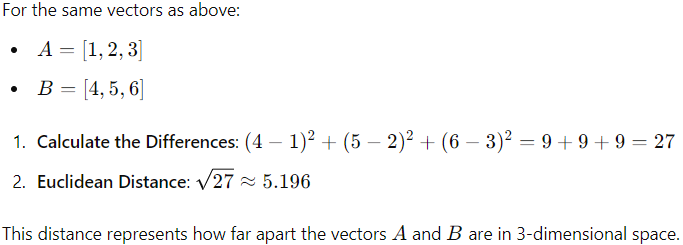 For the same vectors as above:
• A = [1, 2, 3]
• B = [4, 5, 6]
1. Calculate the Differences: (4 − 1)² + (5 − 2)² + (6 − 3)² = 9 + 9 + 9 = 27
2. Euclidean Distance: √27 ≈ 5.196
This distance represents how far apart the vectors A and B are in 3-dimensional space.